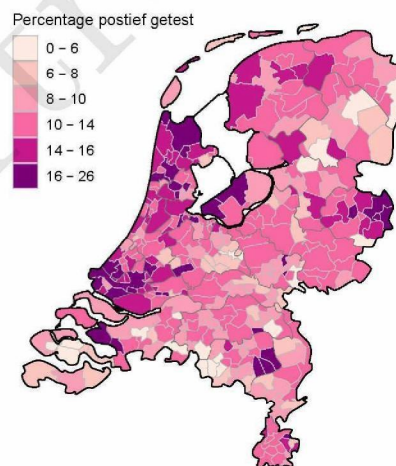 Percentage postief getest
0 – 6
6 – 8
8 – 10
10 – 14
14 – 16
16 – 26